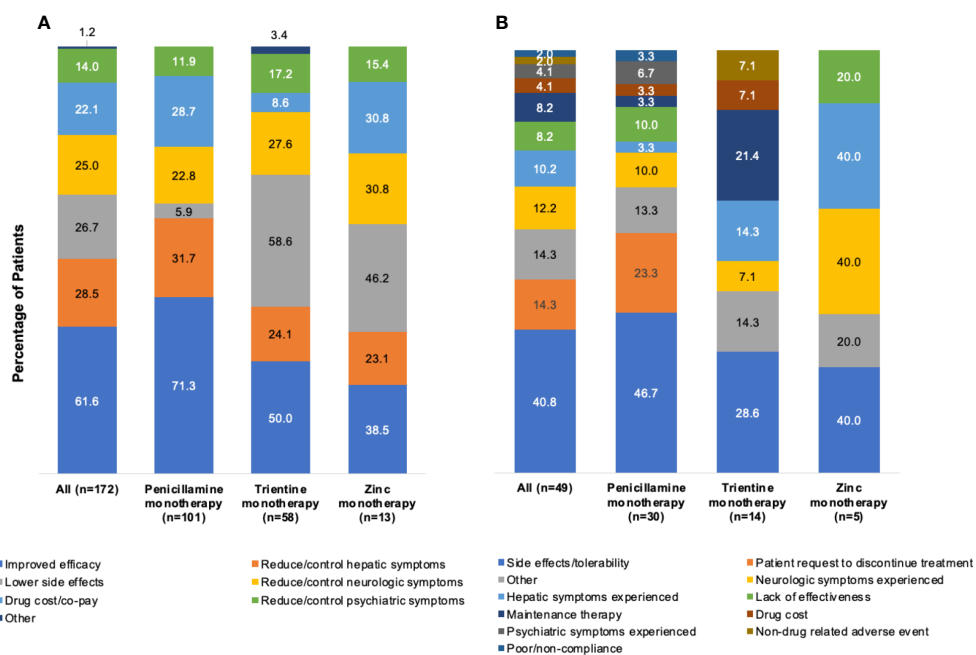 A
B
Percentage of Patients
1.2
14.0
22.1
25.0
26.7
28.5
61.6
11.9
28.7
22.8
5.9
31.7
71.3
3.4
17.2
8.6
27.6
58.6
24.1
50.0
15.4
30.8
30.8
46.2
23.1
38.5
All (n=172)
Penicillamine
monotherapy
(n=101)
Trientine
monotherapy
(n=58)
Zinc
monotherapy
(n=13)
Improved efficacy
Reduce/control hepatic symptoms
Lower side effects
Reduce/control neurologic symptoms
Drug cost/co-pay
Reduce/control psychiatric symptoms
Other
2.0
2.0
4.1
4.1
8.2
8.2
10.2
12.2
14.3
14.3
40.8
3.3
6.7
3.3
3.3
10.0
3.3
10.0
13.3
23.3
46.7
7.1
7.1
21.4
14.3
7.1
14.3
28.6
20.0
40.0
40.0
20.0
40.0
All (n=49)
Penicillamine
monotherapy
(n=30)
Trientine
monotherapy
(n=14)
Zinc
monotherapy
(n=5)
Side effects/tolerability
Patient request to discontinue treatment
Other
Neurologic symptoms experienced
Hepatic symptoms experienced
Lack of effectiveness
Maintenance therapy
Drug cost
Psychiatric symptoms experienced
Non-drug related adverse event
Poor/non-compliance